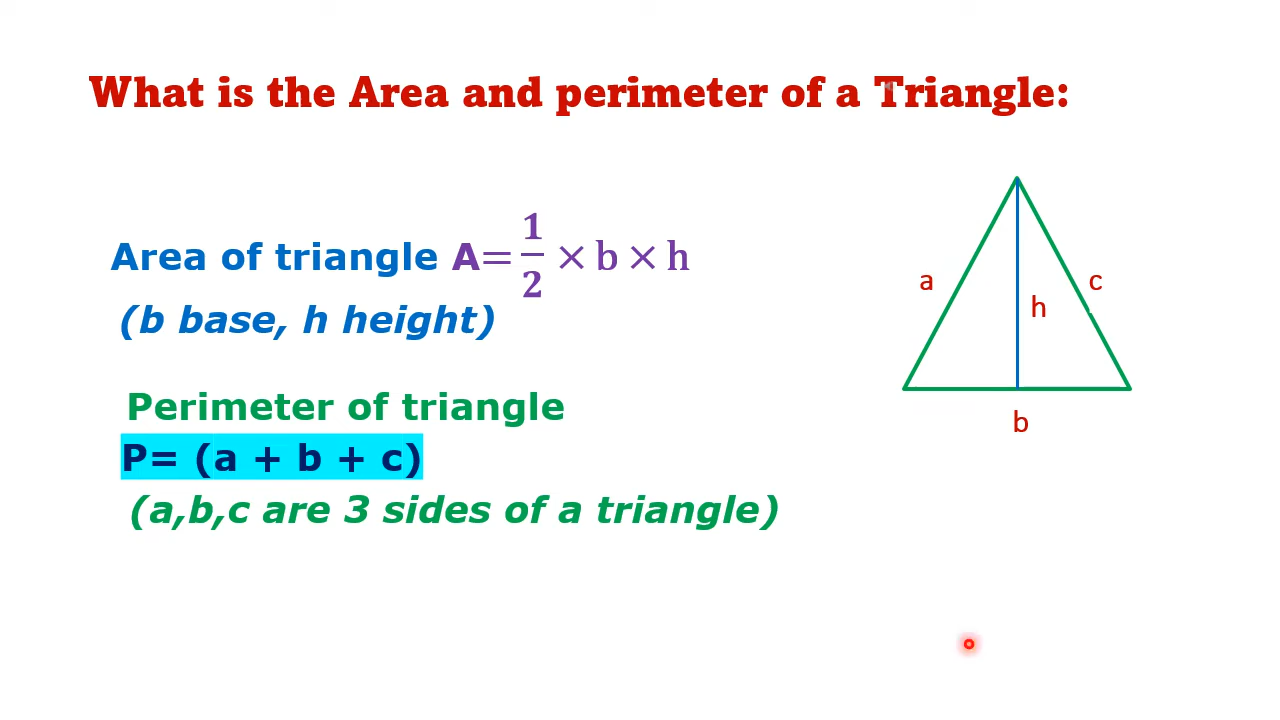 What is the Area and perimeter of a Triangle:
Area of triangle A=1/2 × b × h
(b base, h height)
Perimeter of triangle
P= (a + b + c)
(a,b,c are 3 sides of a triangle)
a
c
h
b